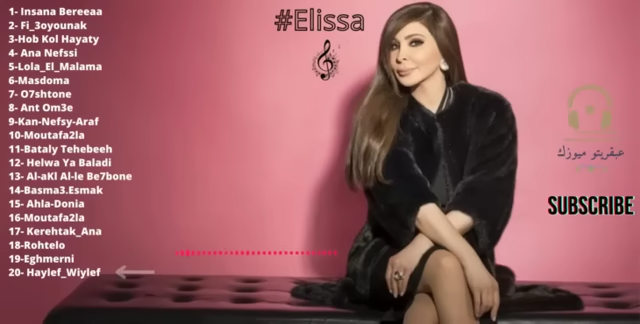 #Elissa
1- Insana Bereeaa
2- Fi_3oyounak
3-Hob Kol Hayaty
4- Ana Nefssi
5-Lola_El_Malama
6-Masdoma
7- O7shtone
8- Ant Om3e
9-Kan-Nefsy-Araf
10-Moutafa2la
11-Bataly Tehebeeh
12- Helwa Ya Baladi
13- Al-aKl Al-le Be7bone
14-Basma3.Esmak
15- Ahla-Donia
16-Moutafa2la
17- Kerehtak_Ana
18-Rohtelo
19-Eghmerni
20- Haylef_Wiylef
عبقريتو ميوزك
SUBSCRIBE